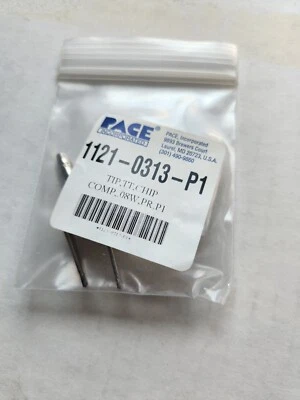 PACE
INCORPORATED
PACE, Incorporated
9893 Brewers Court
Laurel, MD 20723, U.S.A.
(301) 490-9860
1121-0313-P1
TIP,TT,CHIP
COMP,.08W,PR,P1